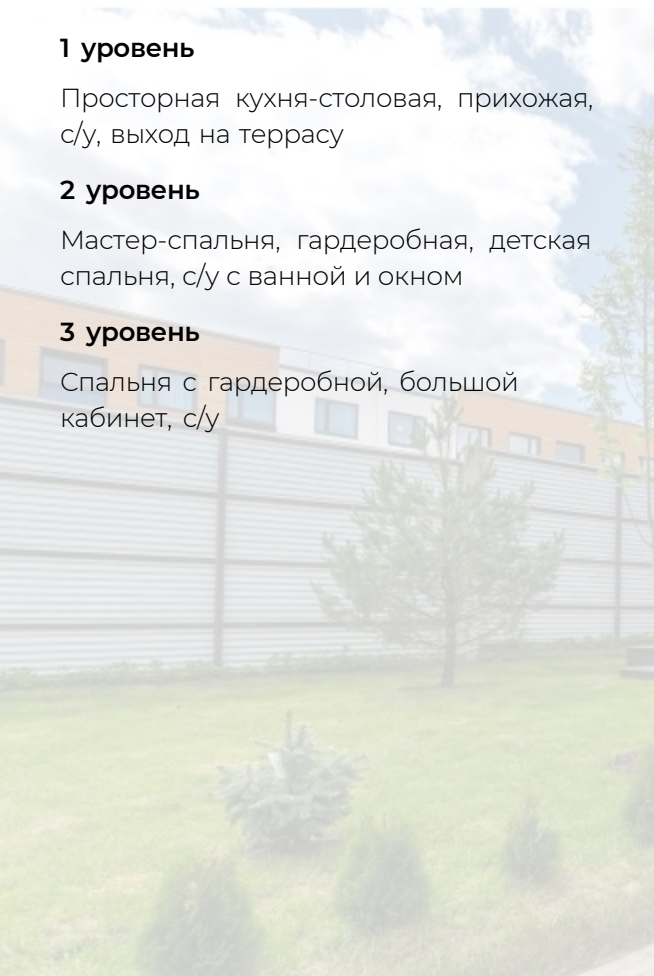 1 уровень
Просторная кухня-столовая, прихожая,
с/у, выход на террасу
2 уровень
Мастер-спальня, гардеробная, детская
спальня, с/у с ванной и окном
3 уровень
Спальня с гардеробной, большой
кабинет, с/у